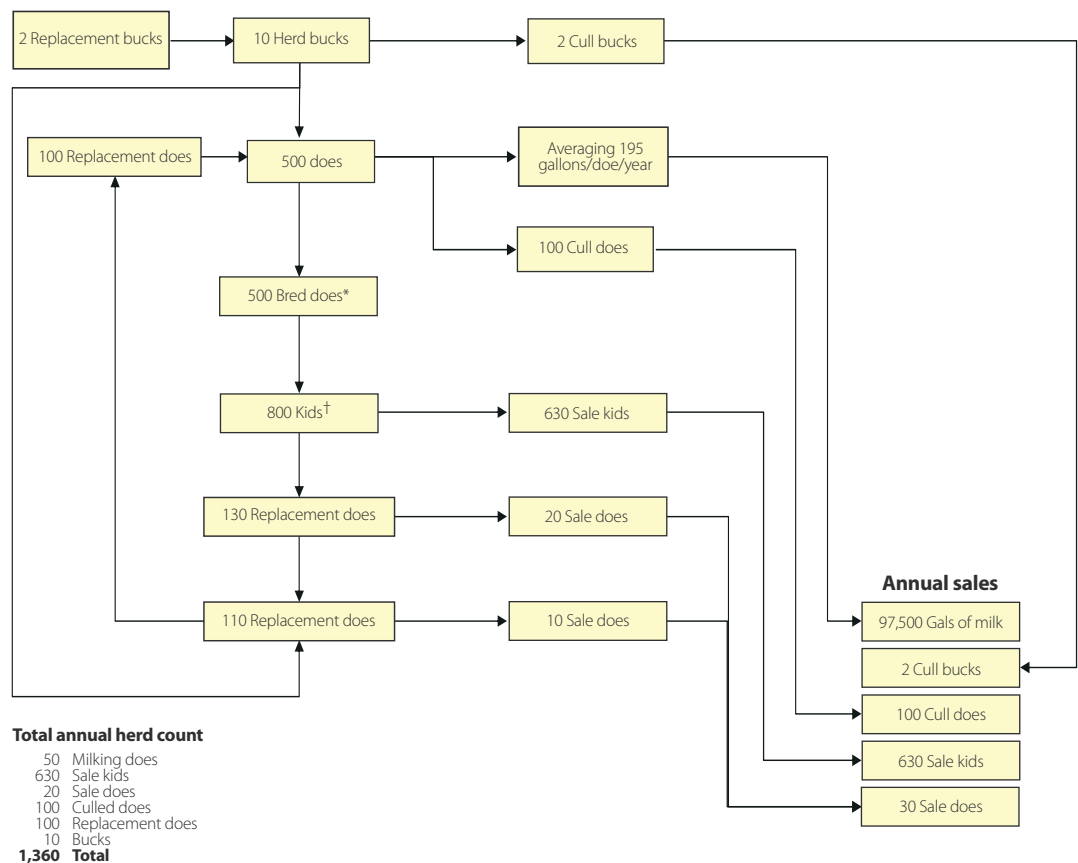 2 Replacement bucks
10 Herd bucks
2 Cull bucks
100 Replacement does
500 does
Averaging 195
gallons/doe/year
100 Cull does
500 Bred does*
800 Kids†
630 Sale kids
130 Replacement does
20 Sale does
110 Replacement does
10 Sale does
Annual sales
97,500 Gals of milk
2 Cull bucks
100 Cull does
630 Sale kids
30 Sale does
Total annual herd count
50 Milking does
630 Sale kids
20 Sale does
100 Culled does
100 Replacement does
10 Bucks
1,360 Total